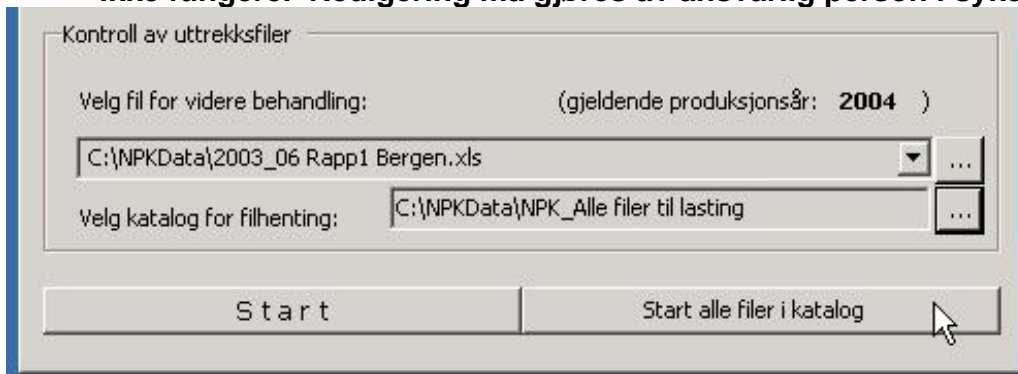 Kontroll av uttrekksfiler
Velg fil for videre behandling: (gjeldende produksjonsår: 2004 )
C:\NPKData\2003_06 Rapp1 Bergen.xls ...
Velg katalog for filhenting: C:\NPKData\NPK_Alle filer til lasting ...
Start Start alle filer i katalog